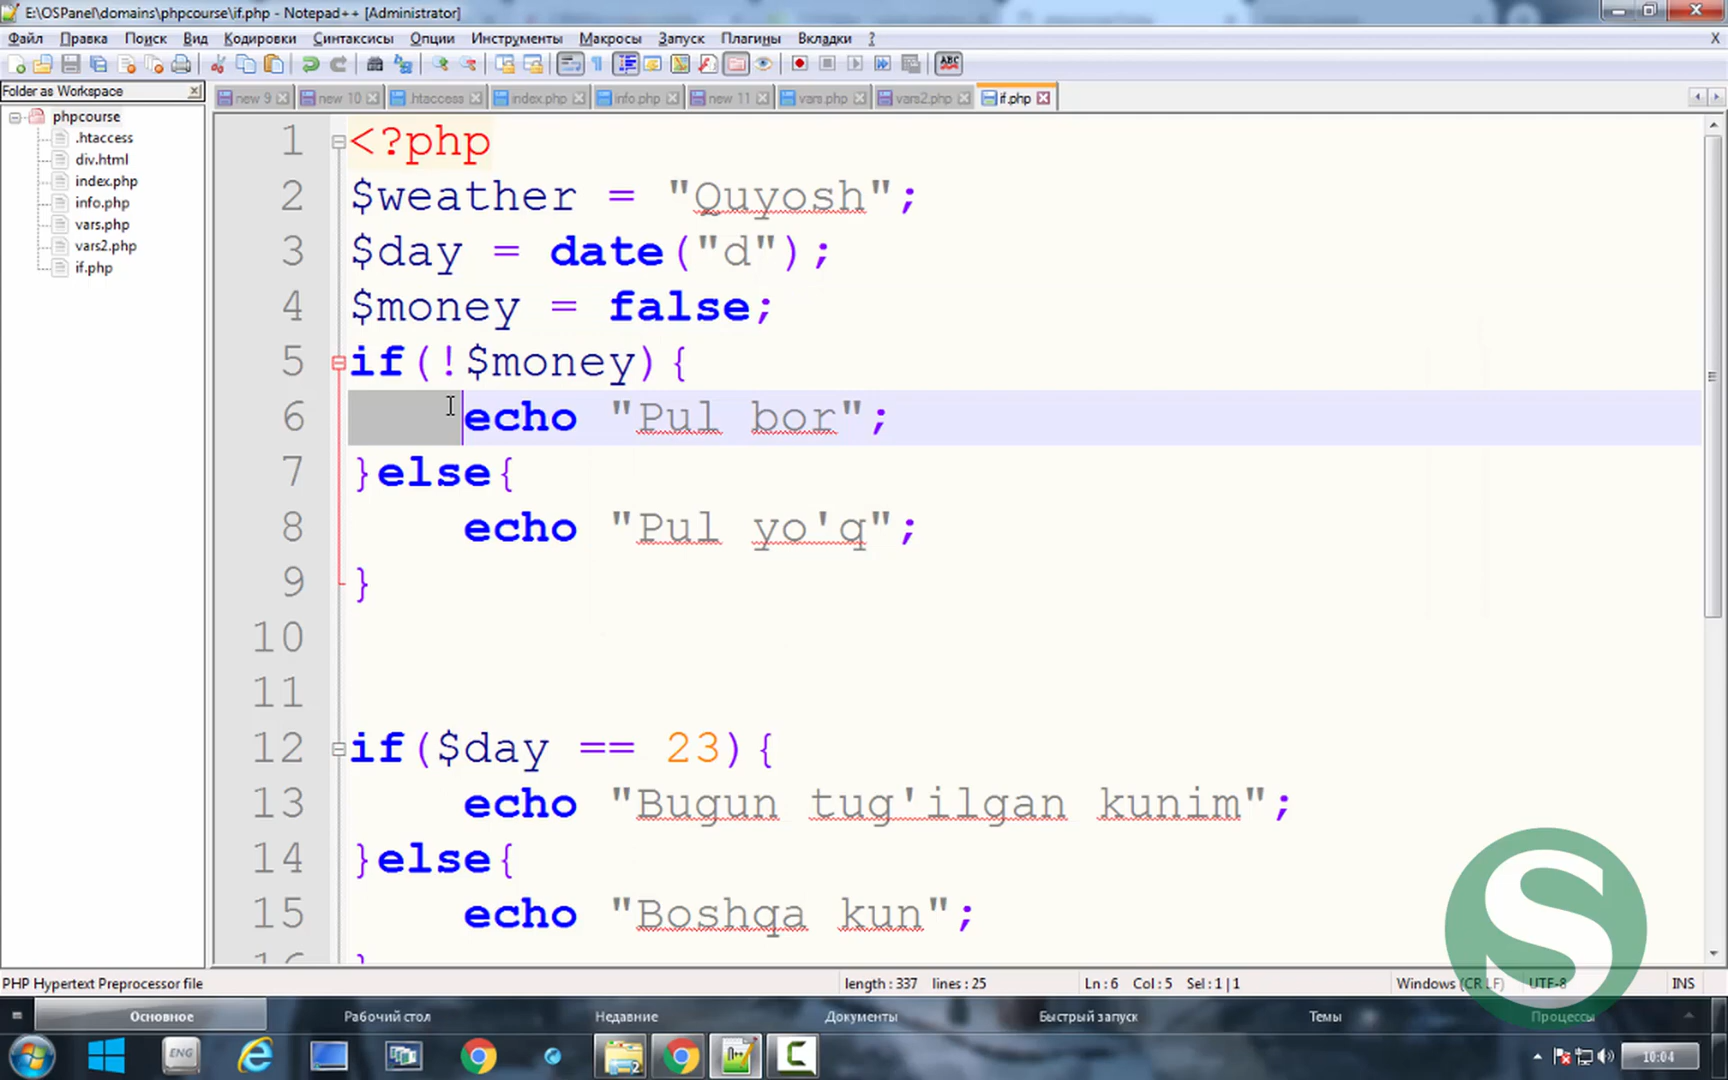 E:\OSPanel\domains\phpcourse\if.php - Notepad++ [Administrator]
Файл Правка Поиск Вид Кодировки Синтаксисы Опции Инструменты Макросы Запуск Плагины Вкладки ? X
ABC
Folder as Workspace
new 9 new 10 .htaccess index.php info.php new 11 vars.php vars2.php if.php
phpcourse
.htaccess
div.html
index.php
info.php
vars.php
vars2.php
if.php
1 <?php
2 $weather = "Quyosh";
3 $day = date("d");
4 $money = false;
5 if(!$money){
6 echo "Pul bor";
7 }else{
8 echo "Pul yo'q";
9 }
10
11
12 if($day == 23){
13 echo "Bugun tug'ilgan kunim";
14 }else{
15 echo "Boshqa kun";
16 }
S
PHP Hypertext Preprocessor file length : 337 lines : 25 Ln : 6 Col : 5 Sel : 1 | 1 Windows (CR LF) UTF-8 INS
Основное Рабочий стол Недавние Документы Быстрый запуск Темы Процессы
ENG 10:04